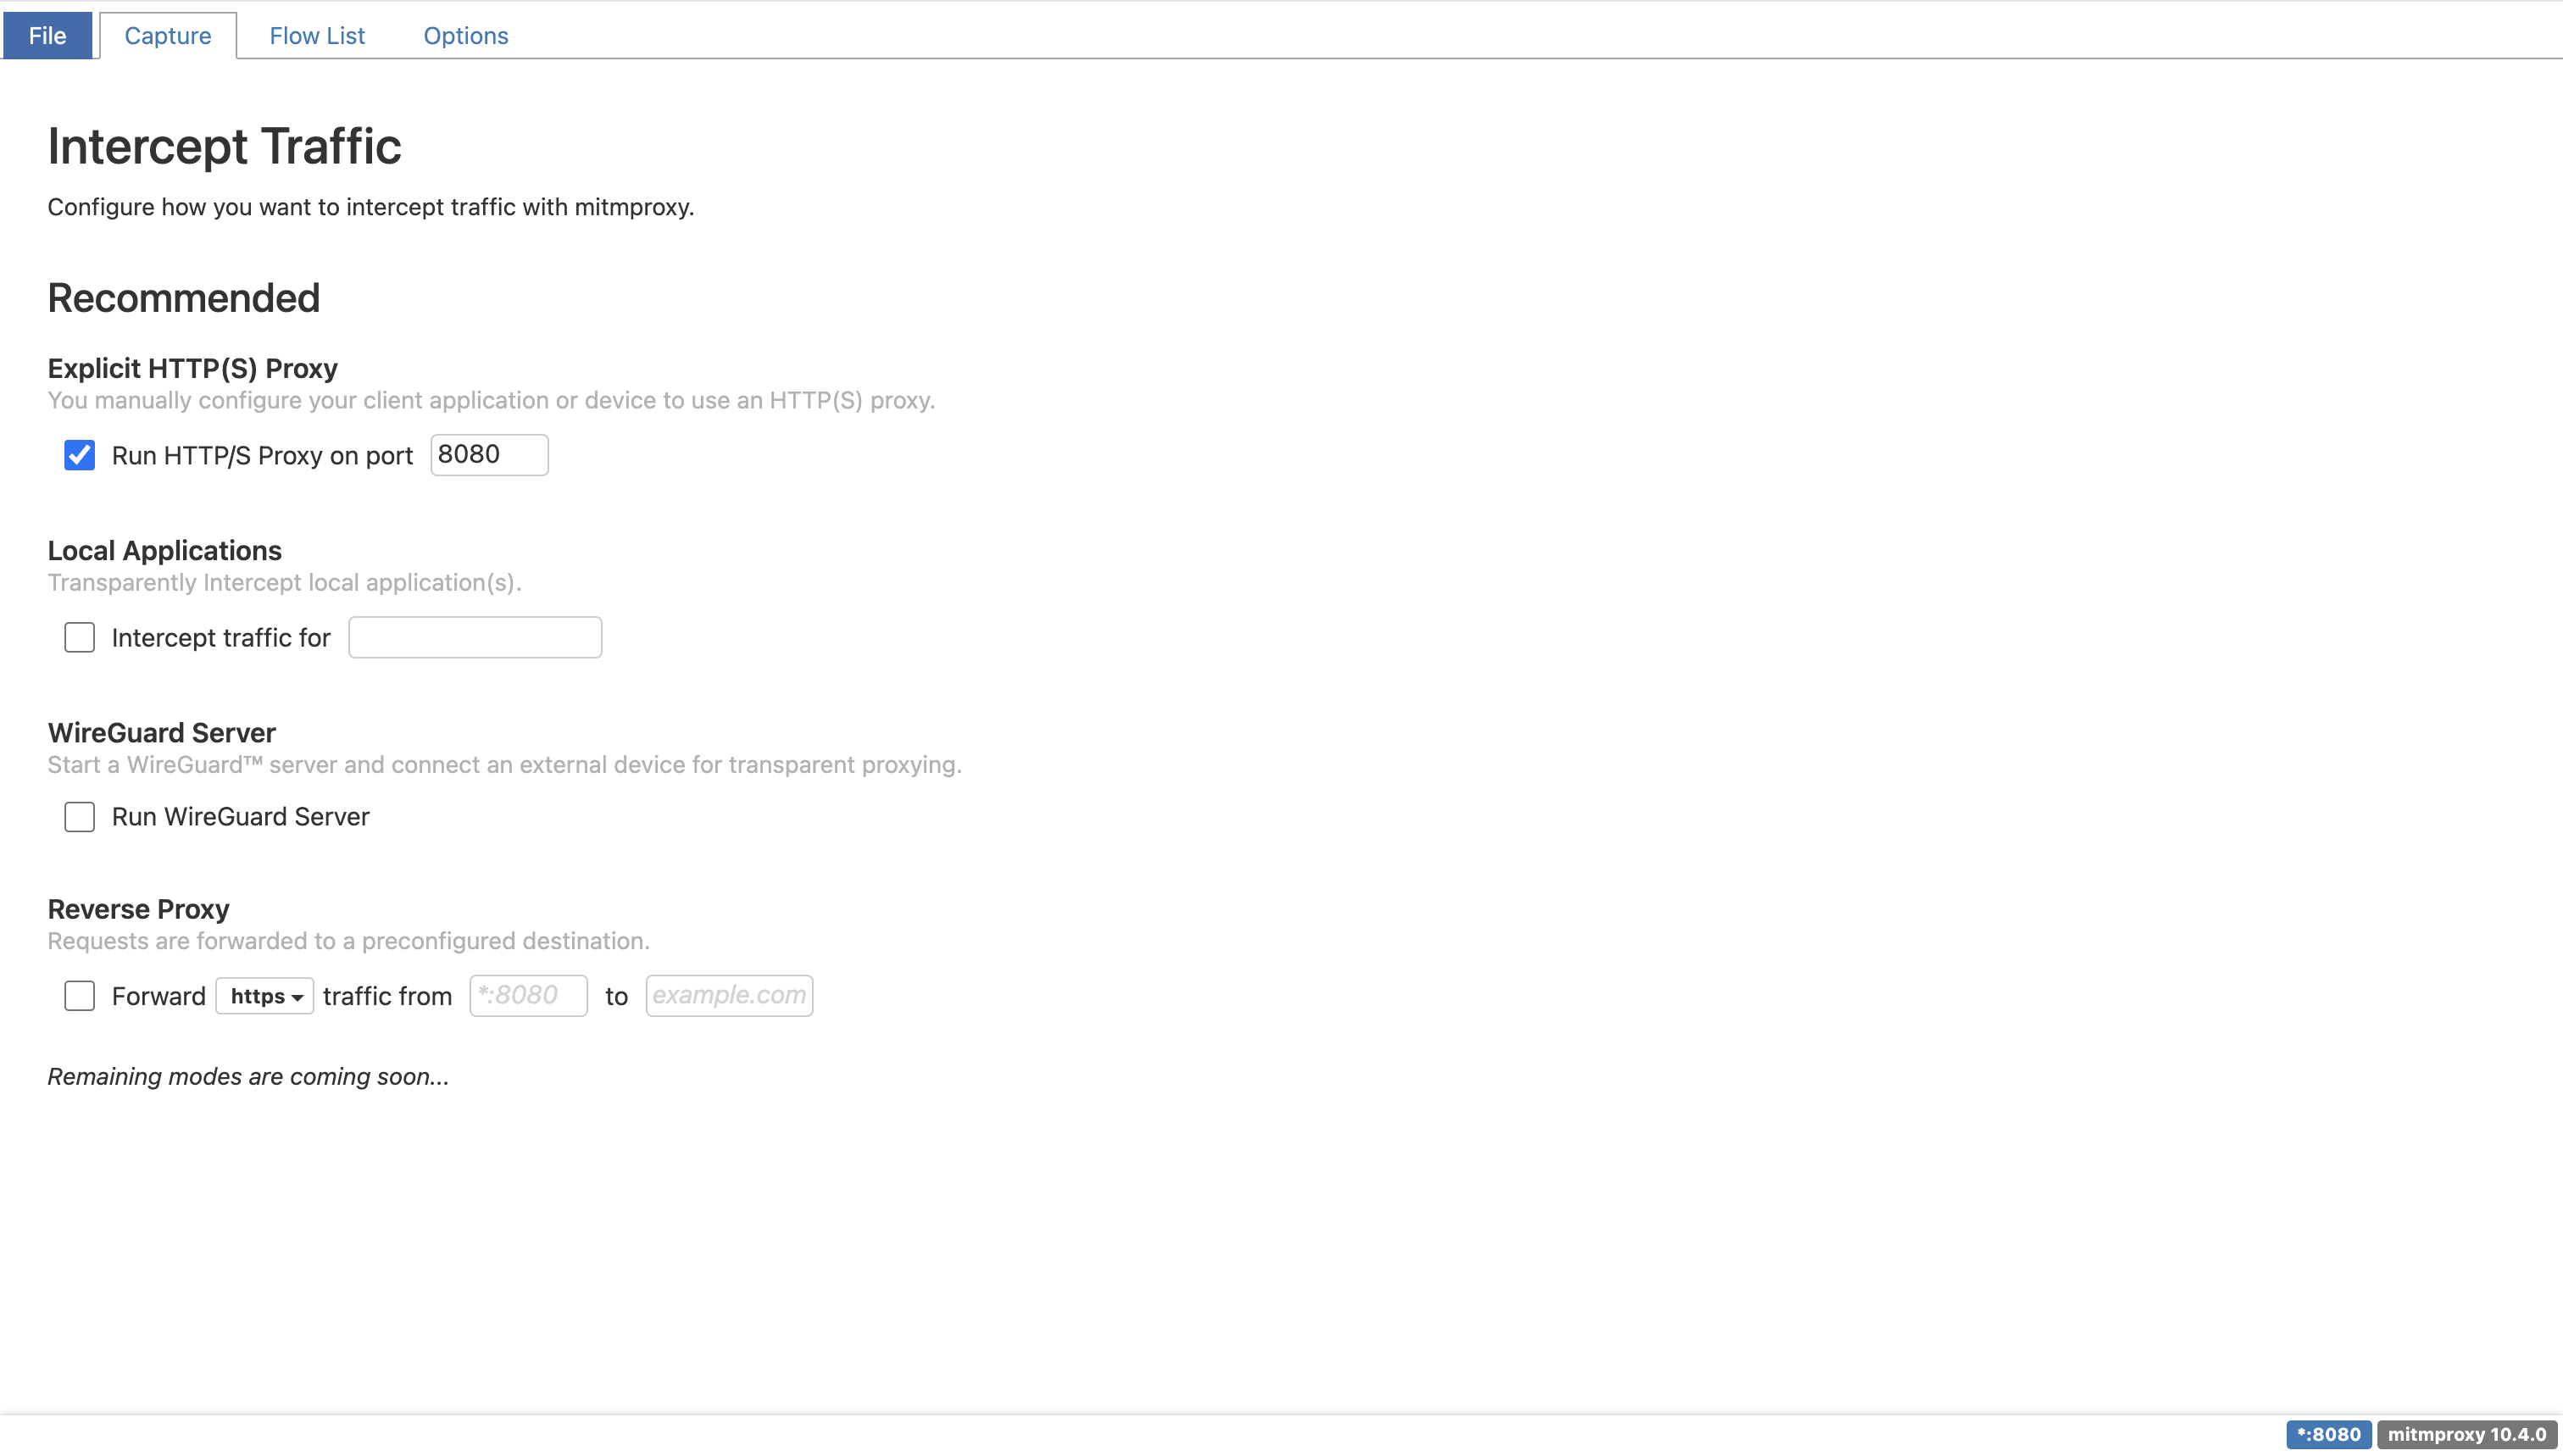 File Capture Flow List Options
Intercept Traffic
Configure how you want to intercept traffic with mitmproxy.
Recommended
Explicit HTTP(S) Proxy
You manually configure your client application or device to use an HTTP(S) proxy.
Run HTTP/S Proxy on port 8080
Local Applications
Transparently Intercept local application(s).
Intercept traffic for
WireGuard Server
Start a WireGuard™ server and connect an external device for transparent proxying.
Run WireGuard Server
Reverse Proxy
Requests are forwarded to a preconfigured destination.
Forward https traffic from *:8080 to example.com
Remaining modes are coming soon...
*:8080 mitmproxy 10.4.0